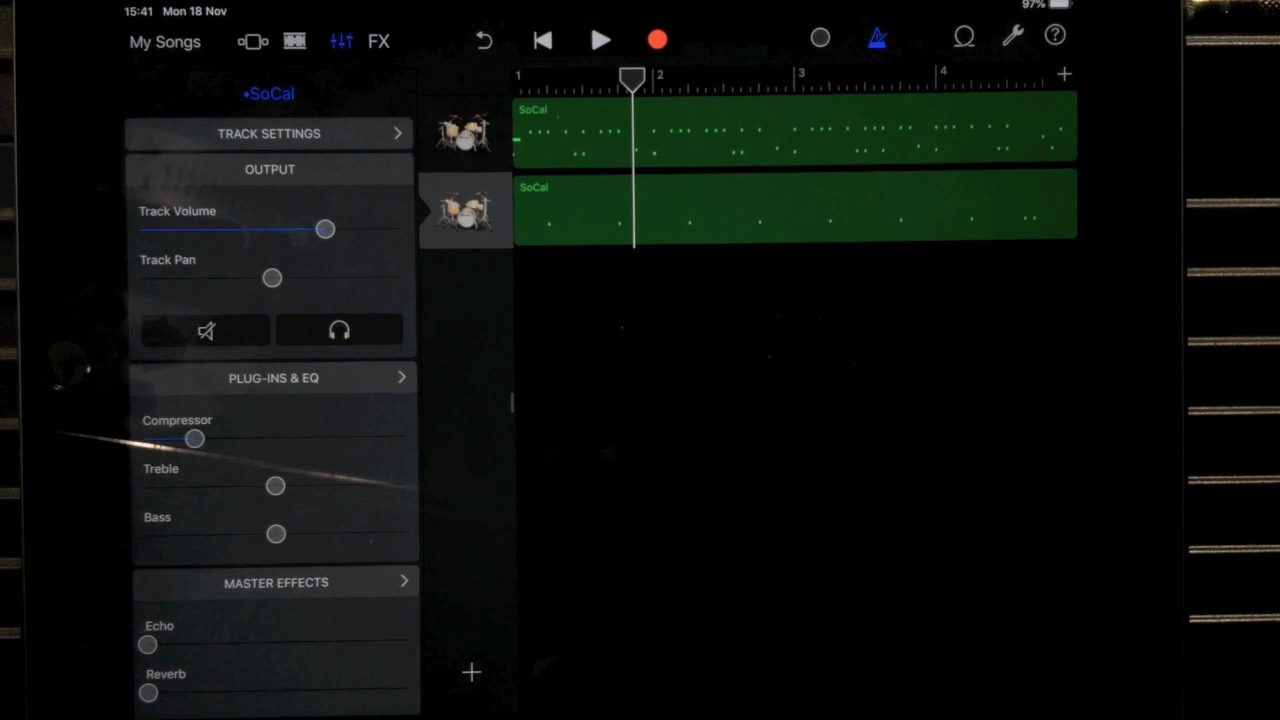 15:41 Mon 18 Nov
97%
My Songs
FX
1 2 3 4
•SoCal
TRACK SETTINGS
OUTPUT
Track Volume
Track Pan
PLUG-INS & EQ
Compressor
Treble
Bass
MASTER EFFECTS
Echo
Reverb
SoCal
SoCal